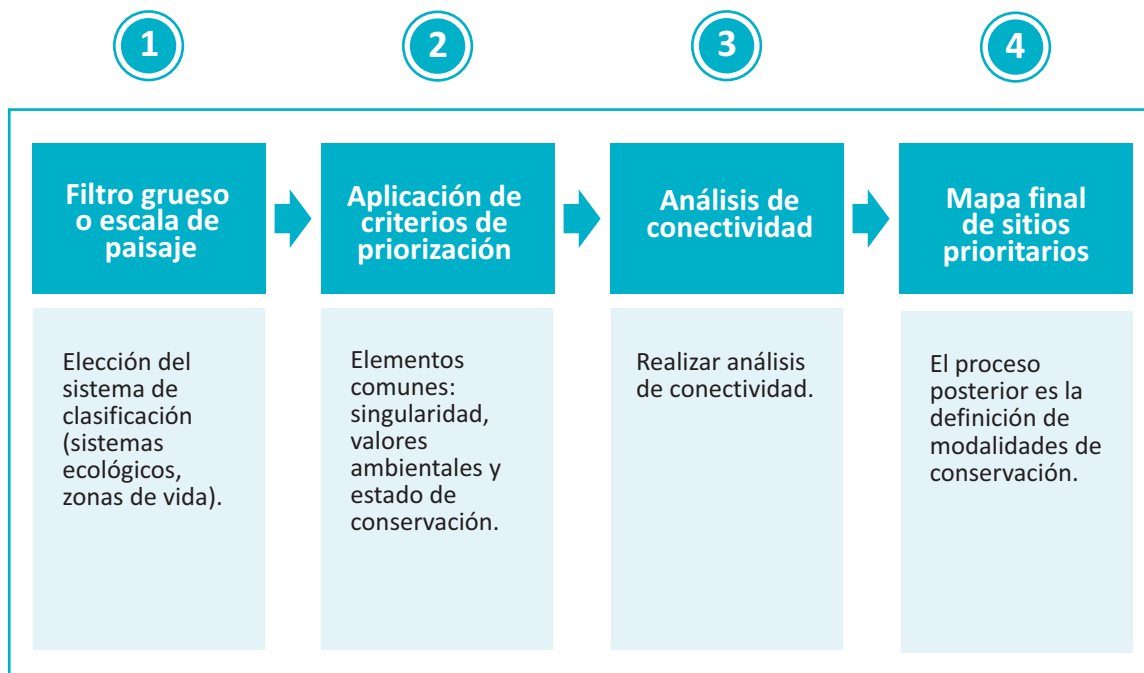 1
2
3
4
Filtro grueso
o escala de
paisaje
Aplicación de
criterios de
priorización
Análisis de
conectividad
Mapa final
de sitios
prioritarios
Elección del
sistema de
clasificación
(sistemas
ecológicos,
zonas de vida).
Elementos
comunes:
singularidad,
valores
ambientales y
estado de
conservación.
Realizar análisis
de conectividad.
El proceso
posterior es la
definición de
modalidades de
conservación.